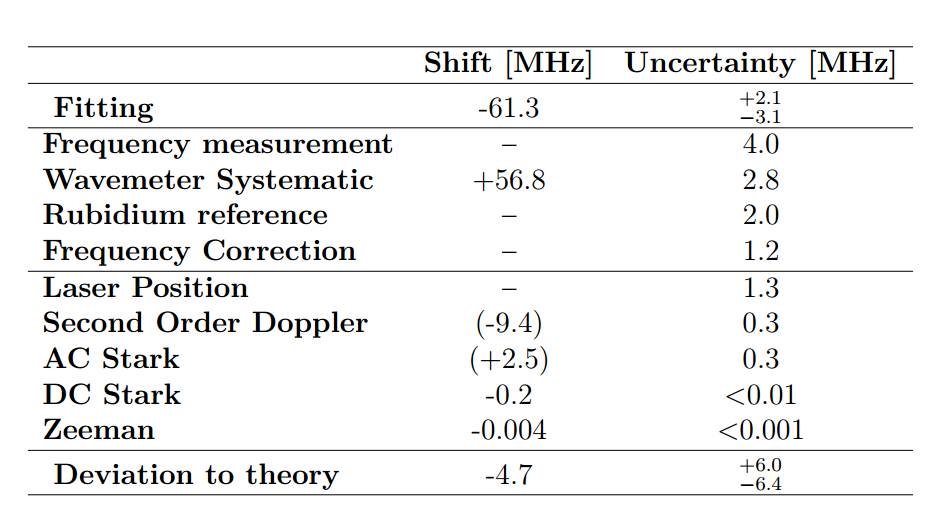 Shift [MHz] Uncertainty [MHz]
Fitting -61.3 +2.1 −3.1
Frequency measurement – 4.0
Wavemeter Systematic +56.8 2.8
Rubidium reference – 2.0
Frequency Correction – 1.2
Laser Position – 1.3
Second Order Doppler (-9.4) 0.3
AC Stark (+2.5) 0.3
DC Stark -0.2 <0.01
Zeeman -0.004 <0.001
Deviation to theory -4.7 +6.0 −6.4